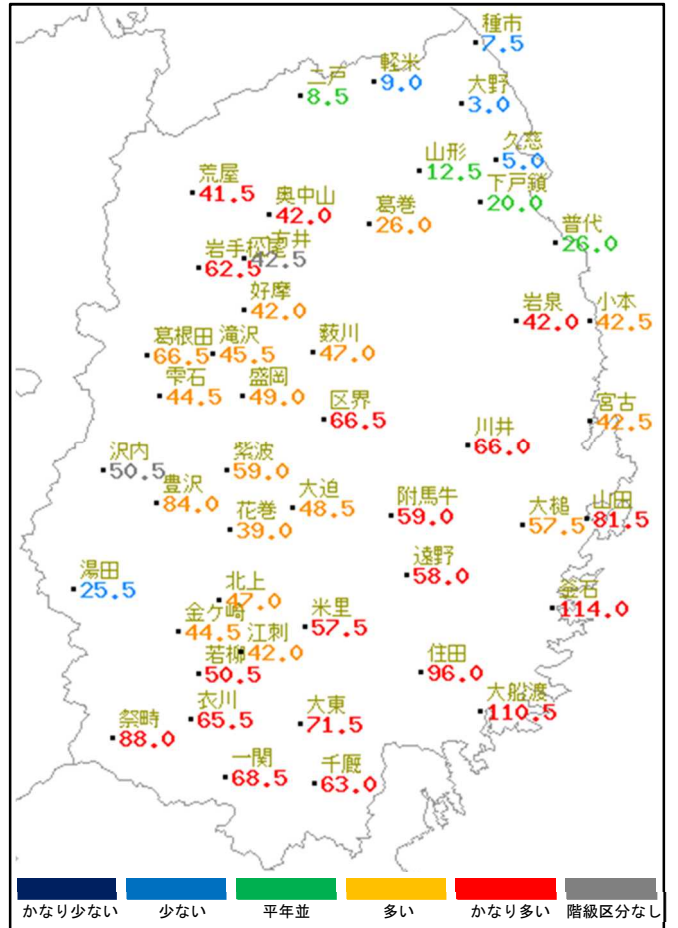 種市
7.5
軽米
9.0
二戸
8.5
大野
3.0
久慈
5.0
山形
12.5
下戸鎖
20.0
荒屋
41.5
奥中山
42.0
葛巻
26.0
普代
26.0
岩手松尾
62.5
一方井
42.5
好摩
42.0
岩泉
42.0
小本
42.5
葛根田
66.5
滝沢
45.5
薮川
47.0
雫石
44.5
盛岡
49.0
区界
66.5
宮古
42.5
川井
66.0
沢内
50.5
紫波
59.0
豊沢
84.0
大迫
48.5
附馬牛
59.0
大槌
57.5
山田
81.5
花巻
39.0
遠野
58.0
湯田
25.5
北上
47.0
釜石
114.0
金ケ崎
44.5
江刺
42.0
米里
57.5
若柳
50.5
住田
96.0
衣川
65.5
大東
71.5
大船渡
110.5
祭畤
88.0
一関
68.5
千厩
63.0
かなり少ない 少ない 平年並 多い かなり多い 階級区分なし